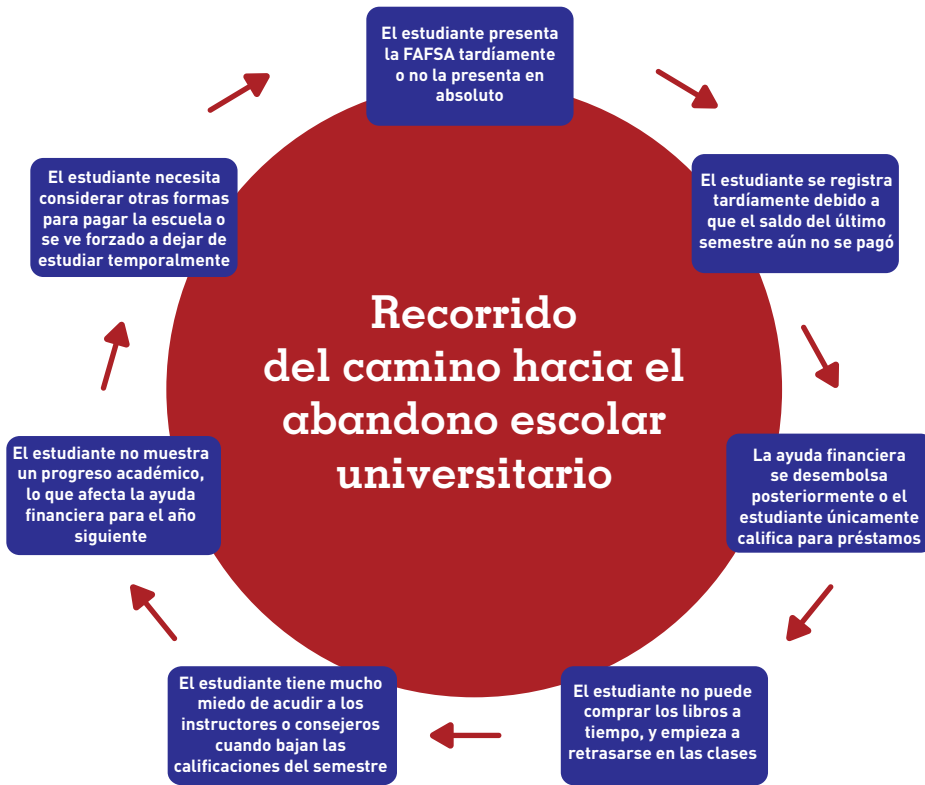 El estudiante presenta
la FAFSA tardíamente
o no la presenta en
absoluto
El estudiante se registra
tardíamente debido a
que el saldo del último
semestre aún no se pagó
La ayuda financiera
se desembolsa
posteriormente o el
estudiante únicamente
califica para préstamos
El estudiante no puede
comprar los libros a
tiempo, y empieza a
retrasarse en las clases
El estudiante tiene mucho
miedo de acudir a los
instructores o consejeros
cuando bajan las
calificaciones del semestre
El estudiante no muestra
un progreso académico,
lo que afecta la ayuda
financiera para el año
siguiente
El estudiante necesita
considerar otras formas
para pagar la escuela o
se ve forzado a dejar de
estudiar temporalmente
Recorrido
del camino hacia el
abandono escolar
universitario